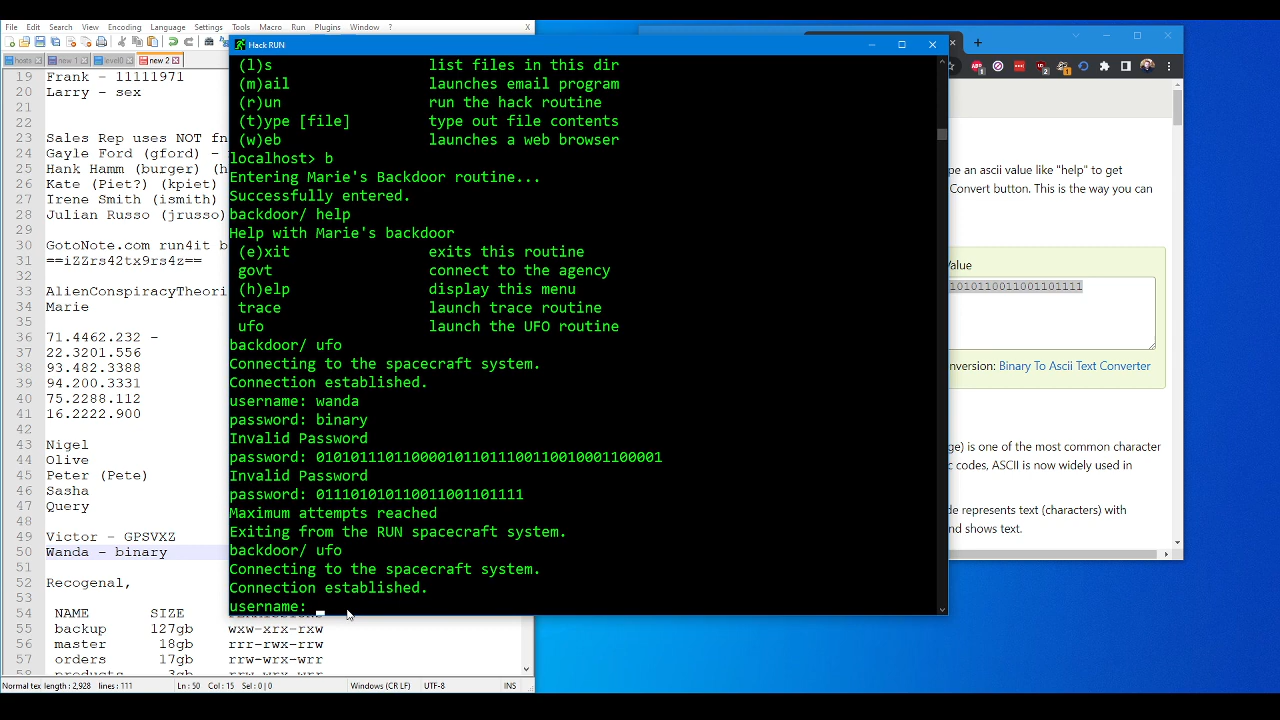 File Edit Search View Encoding Language Settings Tools Macro Run Plugins Window ? X
new 1
new 2
19 Frank - 11111971
20 Larry - sex
21
22
23 Sales Rep uses NOT
24 Gayle Ford (gford) -
25 Hank Hamm (burger)
26 Kate (Piet?) (kpiet)
27 Irene Smith (ismith)
28 Julian Russo (jrusso)
29
30 GotoNote.com run4it
31 ==iZZrs42tx9rs4z==
32
33
34 Marie
35
36 71.4462.232 -
37 22.3201.556
38 93.482.3388
39 94.200.3331
40 75.2288.112
41 16.2222.900
42
43 Nigel
44 Olive
45 Peter (Pete)
46 Sasha
47 Query
48
49 Victor - GPSVXZ
50 Wanda - binary
51
52 Recogenal,
53
54 NAME SIZE
55 backup 127gb wxw-xrx-rxw
56 master 18gb rrr-rwx-rrw
57 orders 17gb rrw-wrx-wrr
58
length : 2,928 lines : 111 Ln : 50 Col : 15 Sel : 0 | 0 Windows (CR LF) UTF-8 INS
Hack RUN
(l)s list files in this dir
(m)ail launches email program
(r)un run the hack routine
(t)ype [file] type out file contents
(w)eb launches a web browser
localhost> b
Entering Marie's Backdoor routine...
Successfully entered.
backdoor/ help
Help with Marie's backdoor
(e)xit exits this routine
govt connect to the agency
(h)elp display this menu
trace launch trace routine
ufo launch the UFO routine
backdoor/ ufo
Connecting to the spacecraft system.
Connection established.
username: wanda
password: binary
Invalid Password
password: 0101011101100001011011100110010001100001
Invalid Password
password: 011101010110011001101111
Maximum attempts reached
Exiting from the RUN spacecraft system.
backdoor/ ufo
Connecting to the spacecraft system.
Connection established.
username:
an ascii value like "help" to get
Convert button. This is the way you can
1010110011001101111
Binary To Ascii Text Converter
is one of the most common character
codes, ASCII is now widely used in
represents text (characters) with
and shows text.